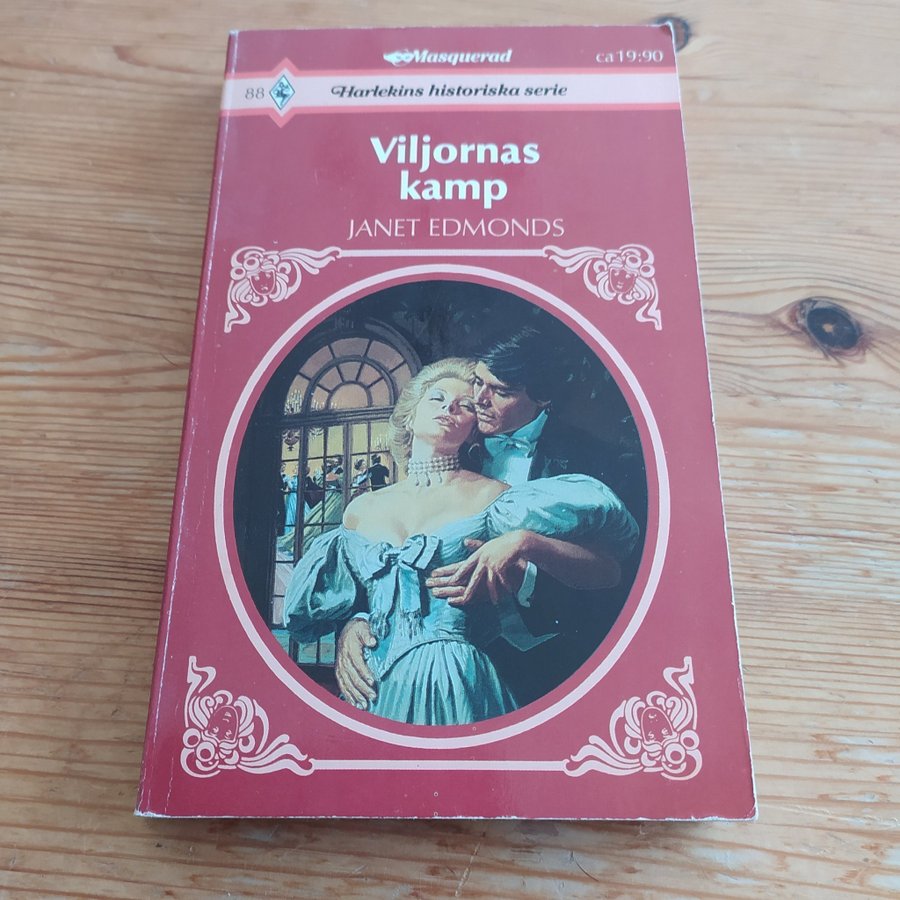 Masquerad
ca 19:90
88
Harlekins historiska serie
Viljornas
kamp
JANET EDMONDS